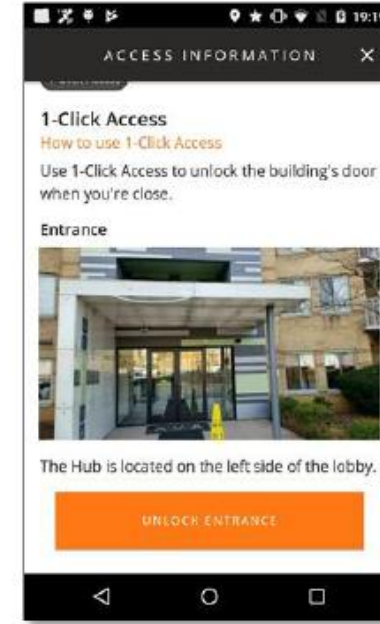 19:19
ACCESS INFORMATION
1-Click Access
How to use 1-Click Access
Use 1-Click Access to unlock the building's door
when you're close.
Entrance
The Hub is located on the left side of the lobby.
UNLOCK ENTRANCE